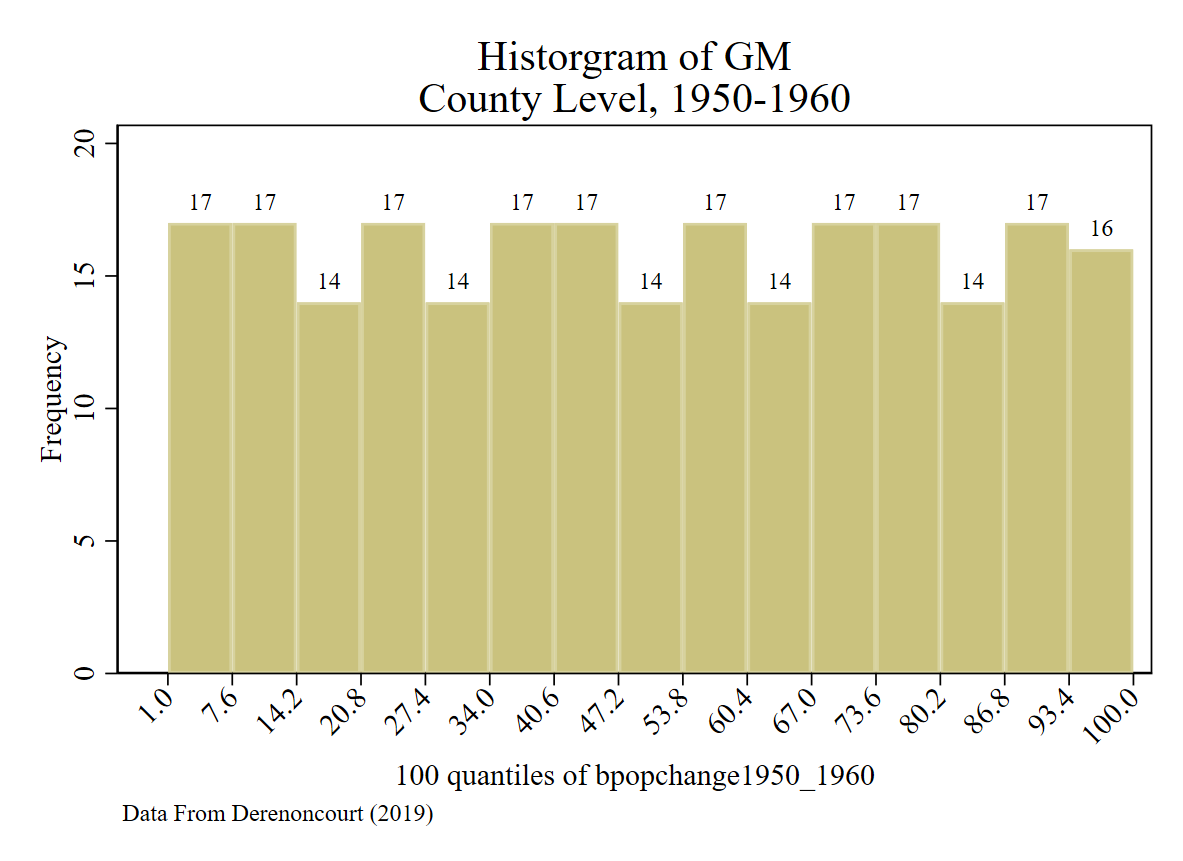 Historgram of GM
County Level, 1950-1960
Frequency
20
15
10
5
0
17 17 14 17 14 17 17 14 17 14 17 17 14 17 16
1.0 7.6 14.2 20.8 27.4 34.0 40.6 47.2 53.8 60.4 67.0 73.6 80.2 86.8 93.4 100.0
100 quantiles of bpopchange1950_1960
Data From Derenoncourt (2019)